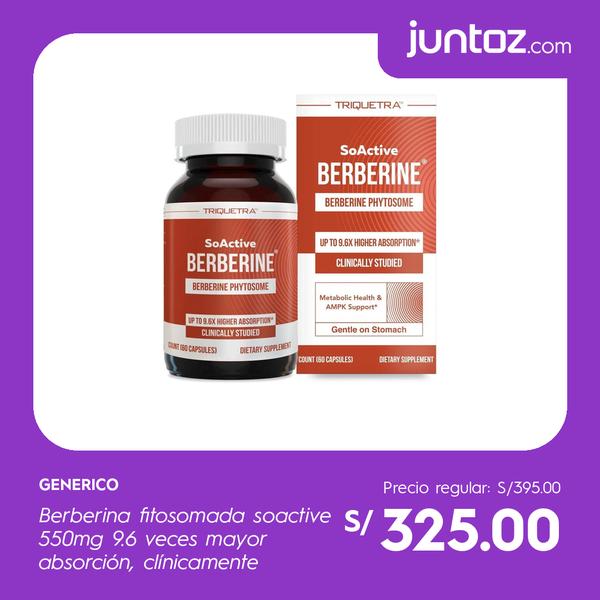 juntoz.com
TRIQUETRA™
SoActive
BERBERINE®
BERBERINE PHYTOSOME
UP TO 9.6X HIGHER ABSORPTION*
CLINICALLY STUDIED
Metabolic Health &
AMPK Support*
Gentle on Stomach
COUNT (60 CAPSULES) DIETARY SUPPLEMENT
TRIQUETRA™
SoActive
BERBERINE®
BERBERINE PHYTOSOME
UP TO 9.6X HIGHER ABSORPTION*
CLINICALLY STUDIED
COUNT (60 CAPSULES) DIETARY SUPPLEMENT
GENERICO
Berberina fitosomada soactive
550mg 9.6 veces mayor
absorción, clínicamente
Precio regular: S/395.00
S/ 325.00